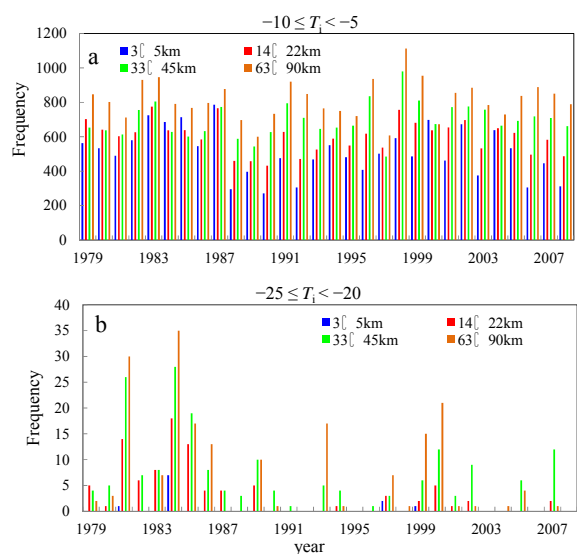 −10 ≤ Ti < −5
a
3〔 5km
14〔 22km
33〔 45km
63〔 90km
Frequency
1200
1000
800
600
400
200
0
1979
1983
1987
1991
1995
1999
2003
2007
−25 ≤ Ti < −20
b
3〔 5km
14〔 22km
33〔 45km
63〔 90km
Frequency
40
35
30
25
20
15
10
5
0
1979
1983
1987
1991
1995
1999
2003
2007
year